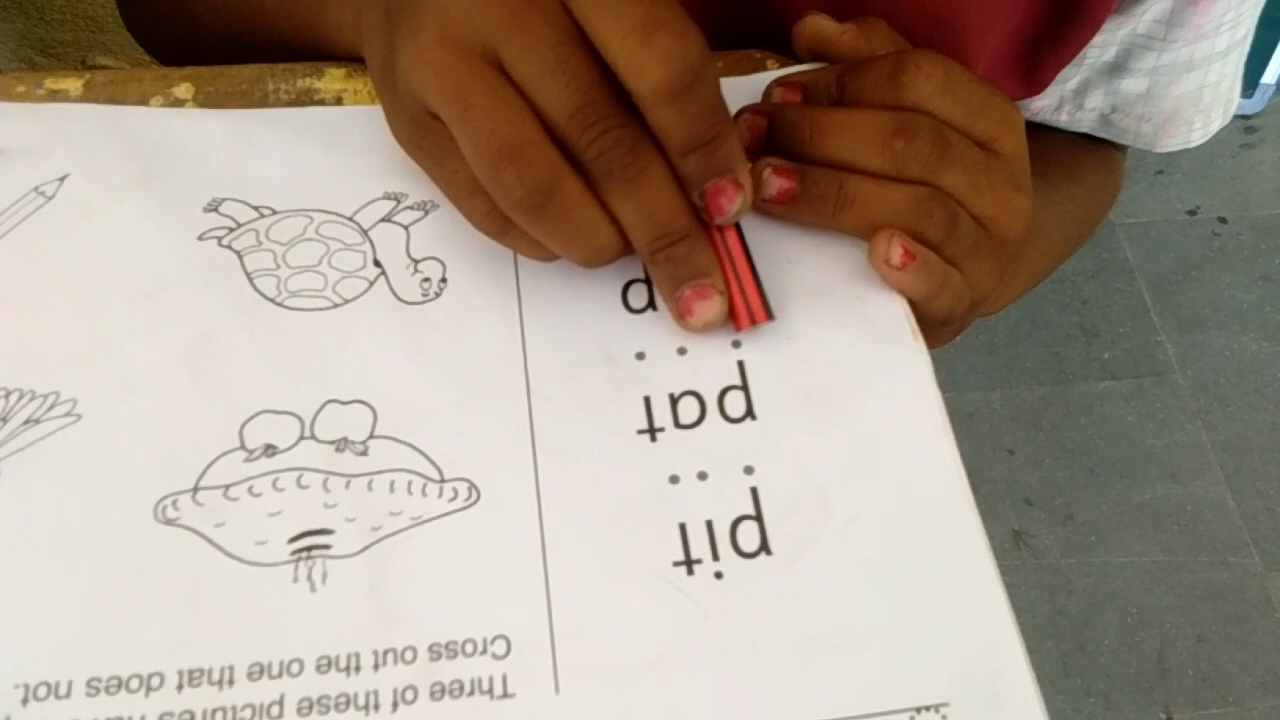 pit
pat
Three of these pictures
Cross out the one that does not.